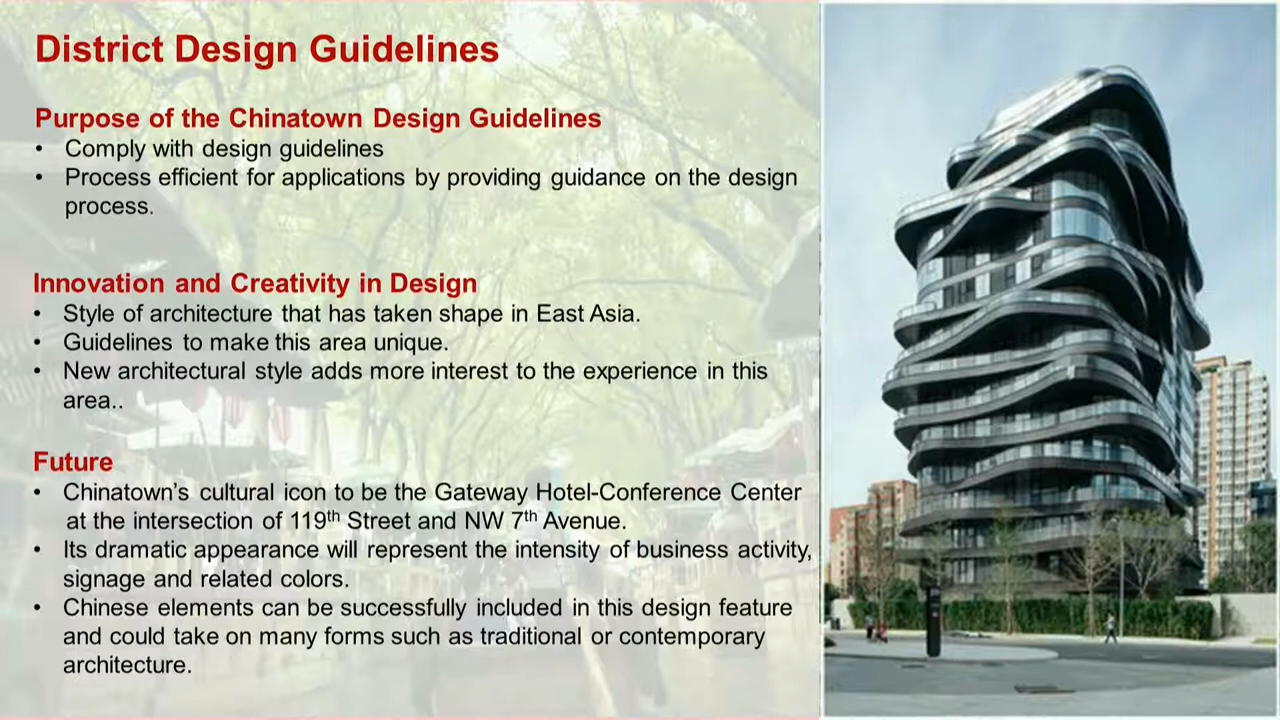 District Design Guidelines
Purpose of the Chinatown Design Guidelines
• Comply with design guidelines
• Process efficient for applications by providing guidance on the design
process.
Innovation and Creativity in Design
• Style of architecture that has taken shape in East Asia.
• Guidelines to make this area unique.
• New architectural style adds more interest to the experience in this
area..
Future
• Chinatown’s cultural icon to be the Gateway Hotel-Conference Center
at the intersection of 119th Street and NW 7th Avenue.
• Its dramatic appearance will represent the intensity of business activity,
signage and related colors.
• Chinese elements can be successfully included in this design feature
and could take on many forms such as traditional or contemporary
architecture.